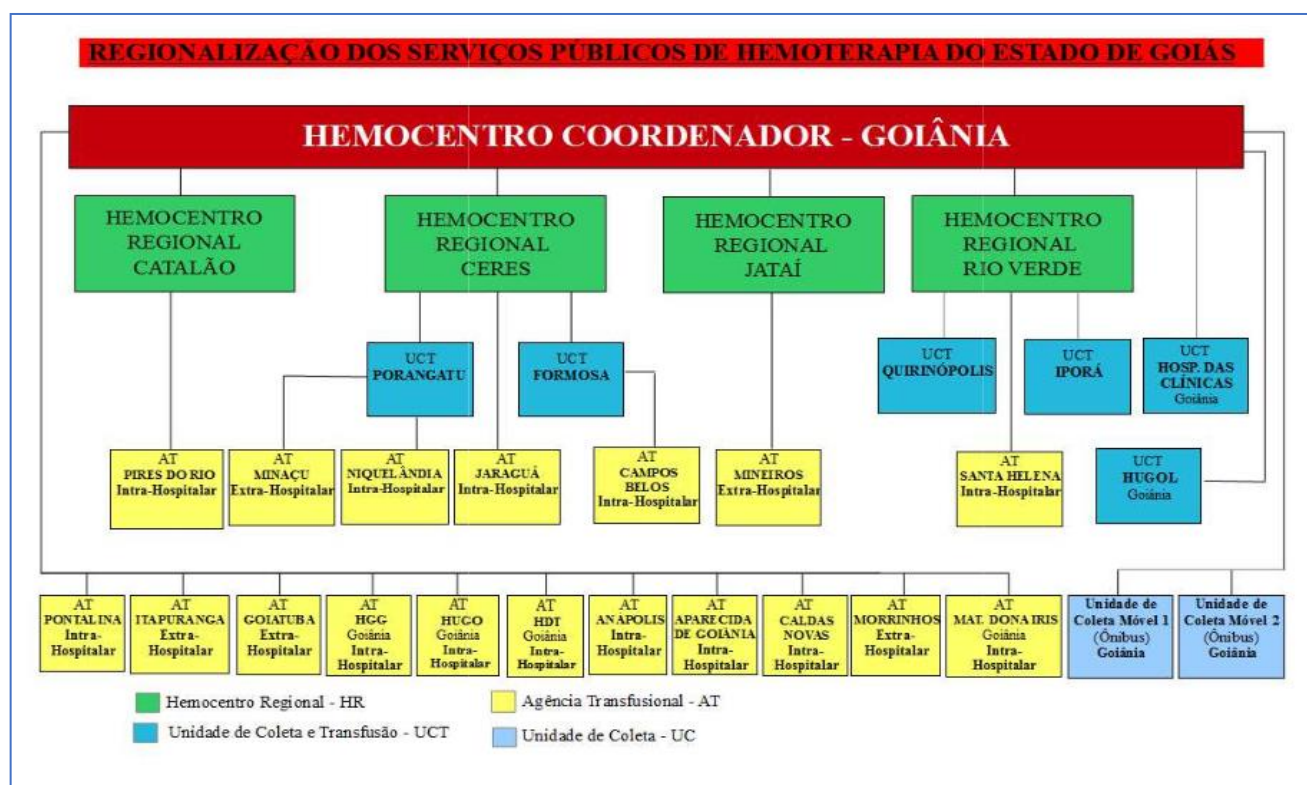 REGIONALIZAÇÃO DOS SERVIÇOS PÚBLICOS DE HEMOTERAPIA DO ESTADO DE GOIÁS
HEMOCENTRO COORDENADOR - GOIÂNIA
HEMOCENTRO
REGIONAL
CATALÃO
HEMOCENTRO
REGIONAL
CERES
HEMOCENTRO
REGIONAL
JATAÍ
HEMOCENTRO
REGIONAL
RIO VERDE
UCT
PORANGATU
UCT
FORMOSA
UCT
QUIRINÓPOLIS
UCT
IPORÁ
UCT
HOSP. DAS
CLÍNICAS
Goiânia
AT
PIRES DO RIO
Intra-Hospitalar
AT
MINAÇU
Extra-Hospitalar
AT
NIQUELÂNDIA
Intra-Hospitalar
AT
JARAGUÁ
Intra-Hospitalar
AT
CAMPOS
BELOS
Intra-Hospitalar
AT
MINEIROS
Extra-Hospitalar
AT
SANTA HELENA
Intra-Hospitalar
UCT
HUGOL
Goiânia
AT
PONTALINA
Intra-
Hospitalar
AT
ITAPURANGA
Extra-
Hospitalar
AT
GOIATUBA
Extra-
Hospitalar
AT
HGG
Goiânia
Intra-
Hospitalar
AT
HUGO
Goiânia
Intra-
Hospitalar
AT
HDT
Goiânia
Intra-
Hospitalar
AT
ANÁPOLIS
Intra-
Hospitalar
AT
APARECIDA
DE GOIÂNIA
Intra-
Hospitalar
AT
CALDAS
NOVAS
Intra-
Hospitalar
AT
MORRINHOS
Extra-
Hospitalar
AT
MAT. DONA IRIS
Goiânia
Intra-
Hospitalar
Unidade de
Coleta Móvel 1
(Ônibus)
Goiânia
Unidade de
Coleta Móvel 2
(Ônibus)
Goiânia
Hemocentro Regional - HR
Agência Transfusional - AT
Unidade de Coleta e Transfusão - UCT
Unidade de Coleta - UC